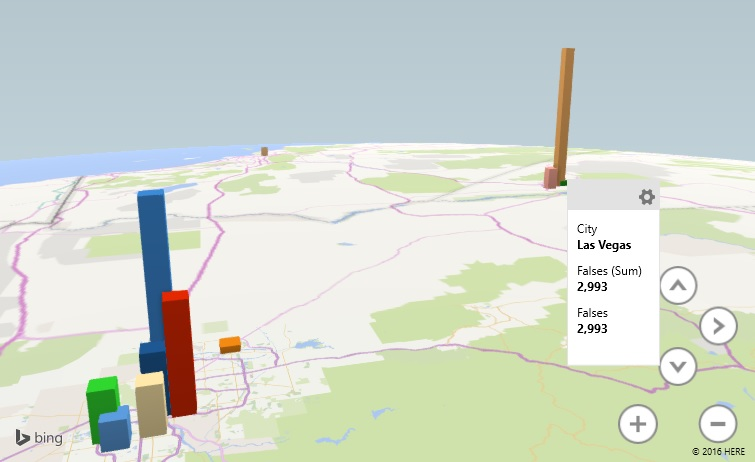 City
Las Vegas
Falses (Sum)
2,993
Falses
2,993
bing
© 2016 HERE